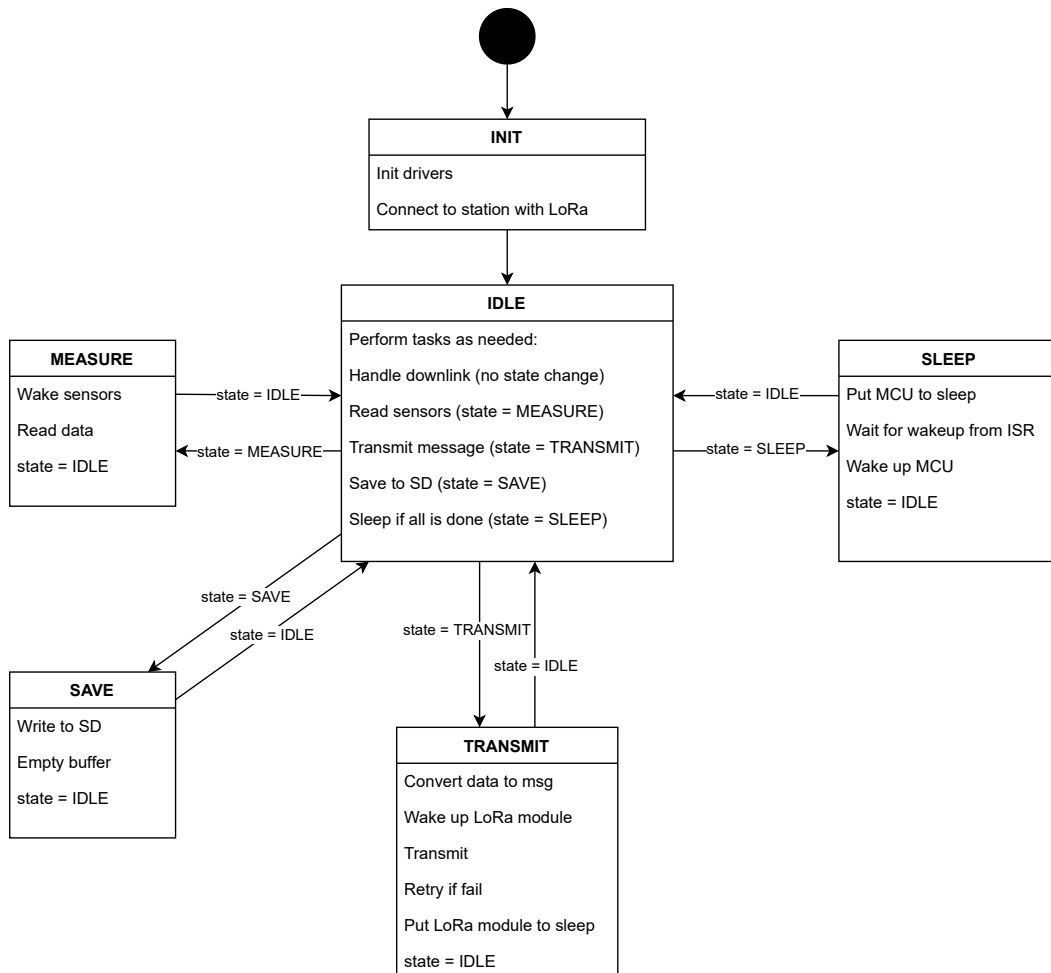 INIT
Init drivers
Connect to station with LoRa
IDLE
Perform tasks as needed:
Handle downlink (no state change)
Read sensors (state = MEASURE)
Transmit message (state = TRANSMIT)
Save to SD (state = SAVE)
Sleep if all is done (state = SLEEP)
MEASURE
Wake sensors
Read data
state = IDLE
state = IDLE
state = MEASURE
SLEEP
Put MCU to sleep
Wait for wakeup from ISR
Wake up MCU
state = IDLE
state = IDLE
state = SLEEP
state = SAVE
state = IDLE
state = TRANSMIT
state = IDLE
SAVE
Write to SD
Empty buffer
state = IDLE
TRANSMIT
Convert data to msg
Wake up LoRa module
Transmit
Retry if fail
Put LoRa module to sleep
state = IDLE